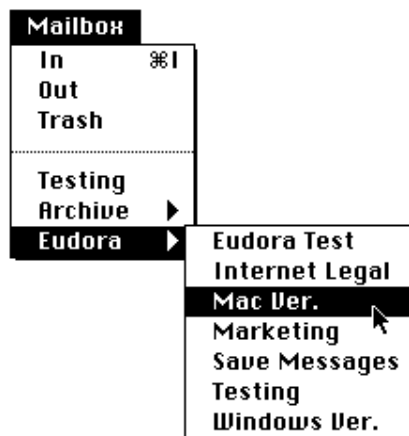 Mailbox
In ⌘I
Out
Trash
Testing
Archive
Eudora
Eudora Test
Internet Legal
Mac Ver.
Marketing
Save Messages
Testing
Windows Ver.